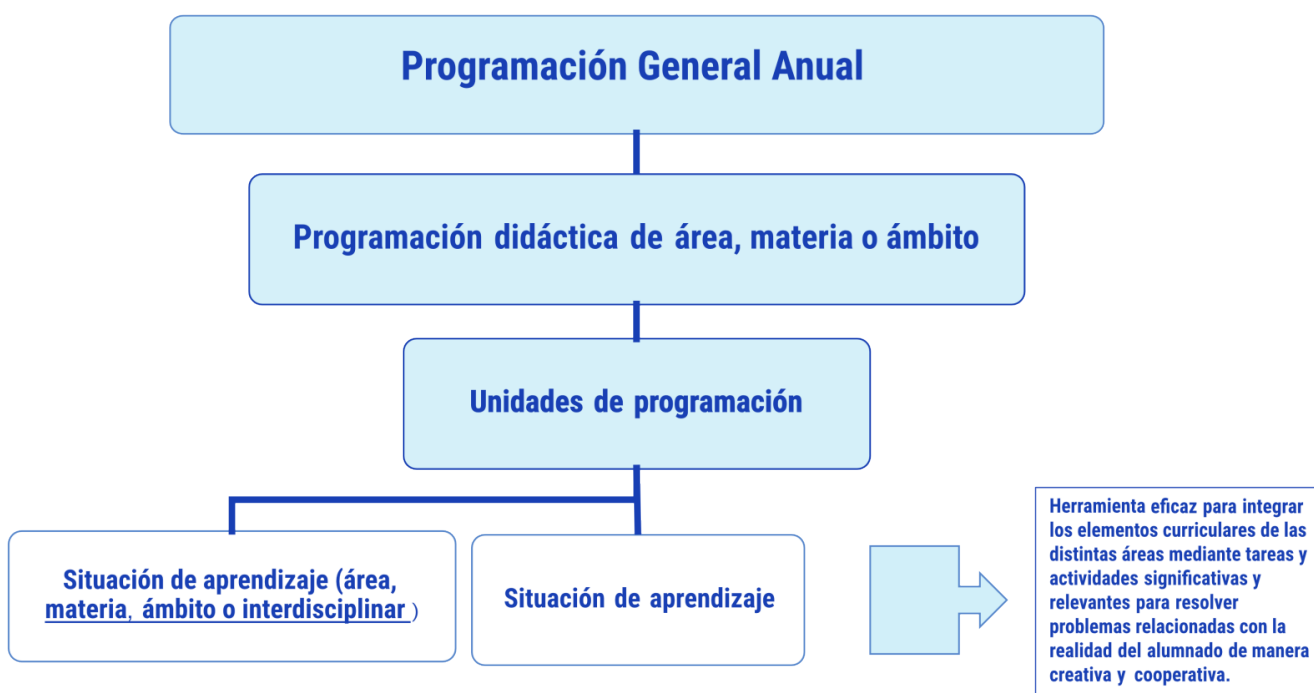 Programación General Anual
Programación didáctica de área, materia o ámbito
Unidades de programación
Situación de aprendizaje (área,
materia, ámbito o interdisciplinar )
Situación de aprendizaje
Herramienta eficaz para integrar
los elementos curriculares de las
distintas áreas mediante tareas y
actividades significativas y
relevantes para resolver
problemas relacionadas con la
realidad del alumnado de manera
creativa y cooperativa.